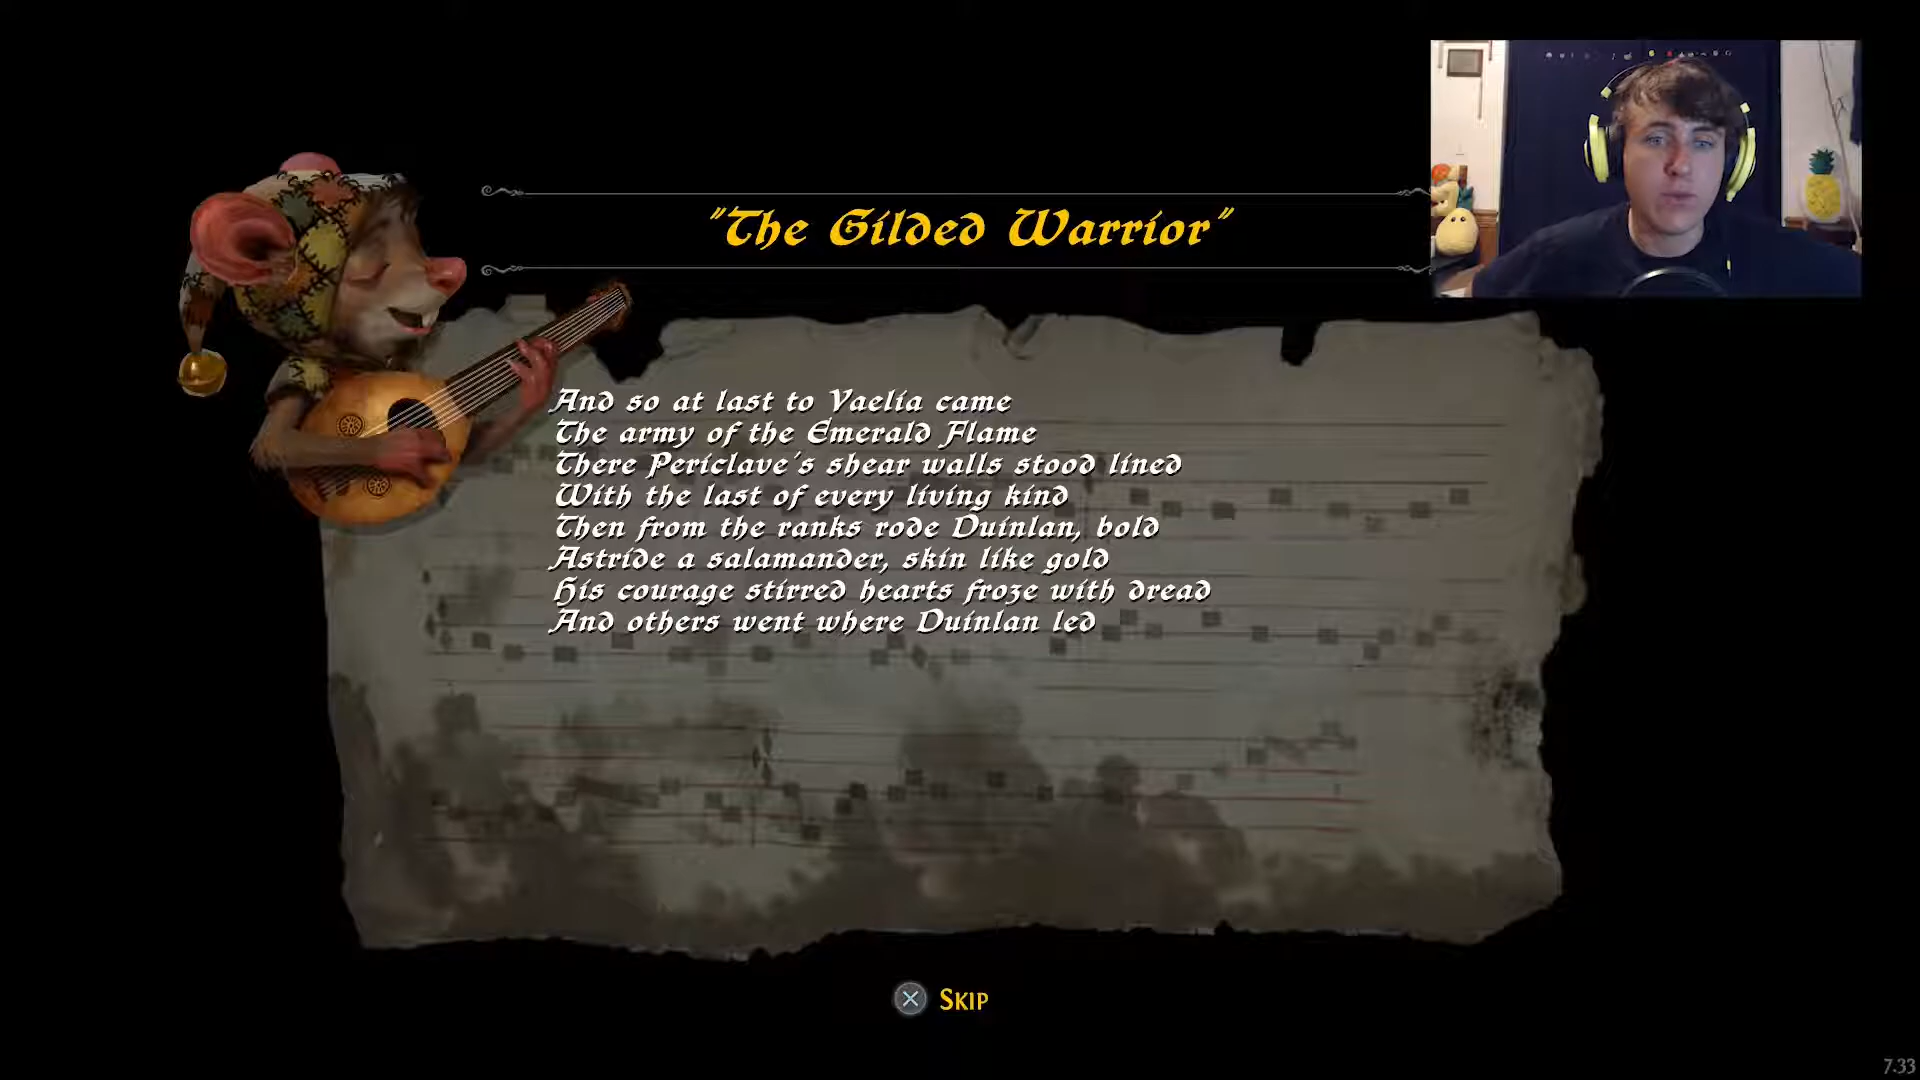 "The Gilded Warrior"
And so at last to Vaelia came
The army of the Emerald Flame
There Periclave's shear walls stood lined
With the last of every living kind
Then from the ranks rode Duinlan, bold
Astride a salamander, skin like gold
His courage stirred hearts froze with dread
And others went where Duinlan led
SKIP
7.33